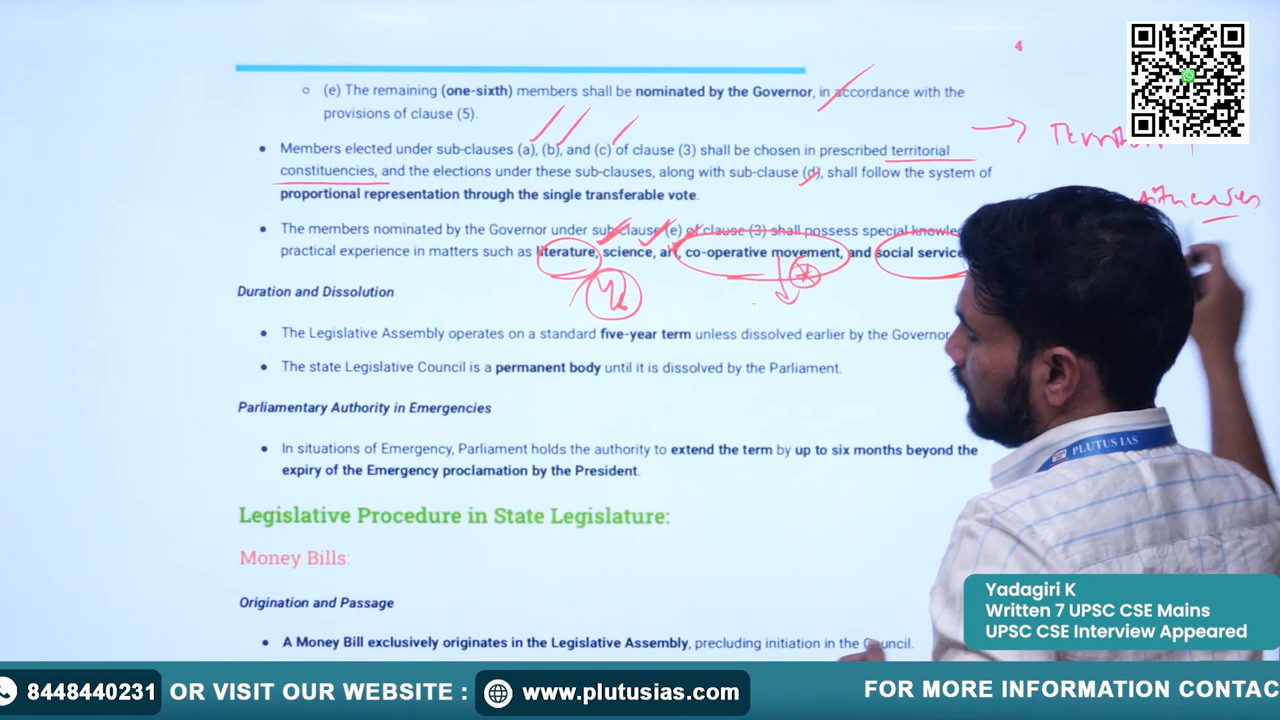 4
○ (e) The remaining (one-sixth) members shall be nominated by the Governor, in accordance with the
provisions of clause (5).
● Members elected under sub-clauses (a), (b), and (c) of clause (3) shall be chosen in prescribed territorial
constituencies, and the elections under these sub-clauses, along with sub-clause (d), shall follow the system of
proportional representation through the single transferable vote.
● The members nominated by the Governor under sub-clause (e) of clause (3) shall possess special
practical experience in matters such as literature, science, art, co-operative movement, and social service
Duration and Dissolution
● The Legislative Assembly operates on a standard five-year term unless dissolved earlier by the Governor
● The state Legislative Council is a permanent body until it is dissolved by the Parliament.
Parliamentary Authority in Emergencies
● In situations of Emergency, Parliament holds the authority to extend the term by up to six months beyond the
expiry of the Emergency proclamation by the President.
Legislative Procedure in State Legislature:
Money Bills:
Origination and Passage
● A Money Bill exclusively originates in the Legislative Assembly, precluding initiation in the Council.
PLUTUS IAS
Yadagiri K
Written 7 UPSC CSE Mains
UPSC CSE Interview Appeared
8448440231 OR VISIT OUR WEBSITE : www.plutusias.com FOR MORE INFORMATION CONTAC